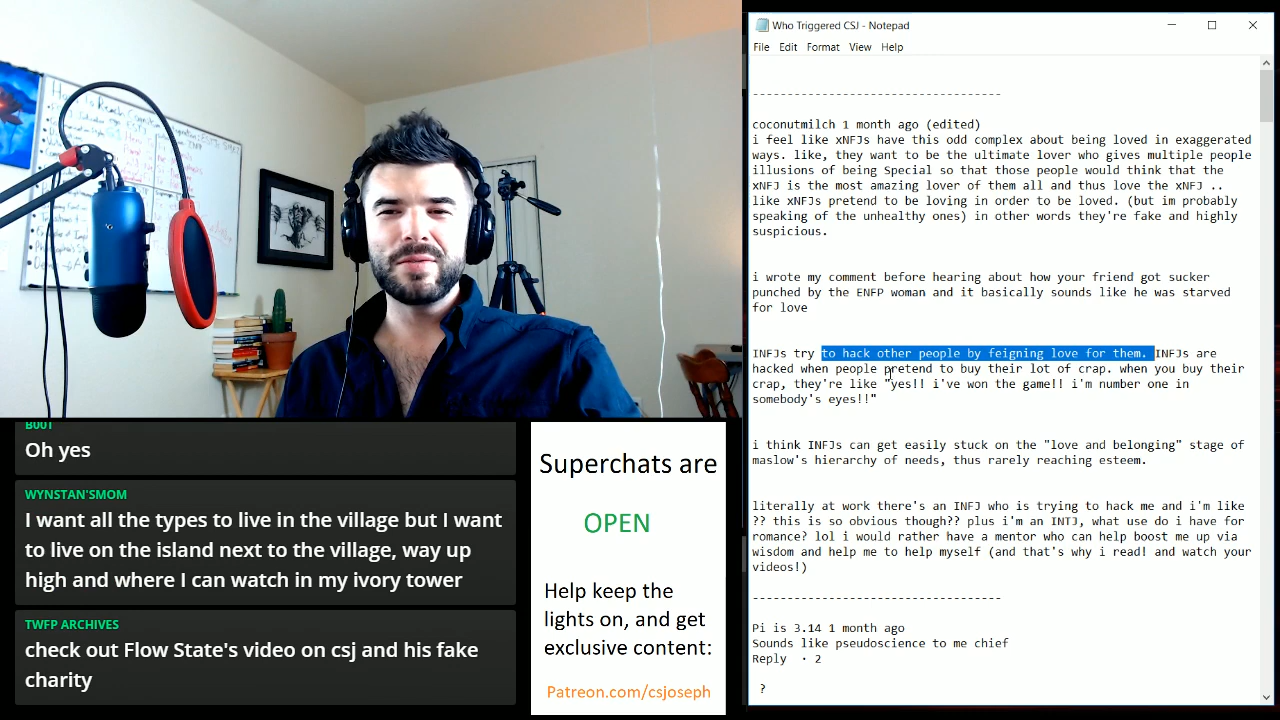 Who Triggered CSJ - Notepad
File Edit Format View Help
------------------------------------
coconutmilch 1 month ago (edited)
i feel like xNFJs have this odd complex about being loved in exaggerated
ways. like, they want to be the ultimate lover who gives multiple people
illusions of being Special so that those people would think that the
xNFJ is the most amazing lover of them all and thus love the xNFJ ..
like xNFJs pretend to be loving in order to be loved. (but im probably
speaking of the unhealthy ones) in other words they're fake and highly
suspicious.
i wrote my comment before hearing about how your friend got sucker
punched by the ENFP woman and it basically sounds like he was starved
for love
INFJs try to hack other people by feigning love for them. INFJs are
hacked when people pretend to buy their lot of crap. when you buy their
crap, they're like "yes!! i've won the game!! i'm number one in
somebody's eyes!!"
i think INFJs can get easily stuck on the "love and belonging" stage of
maslow's hierarchy of needs, thus rarely reaching esteem.
literally at work there's an INFJ who is trying to hack me and i'm like
?? this is so obvious though?? plus i'm an INTJ, what use do i have for
romance? lol i would rather have a mentor who can help boost me up via
wisdom and help me to help myself (and that's why i read! and watch your
videos!)
------------------------------------
Pi is 3.14 1 month ago
Sounds like pseudoscience to me chief
Reply · 2
?
B00T
Oh yes
WYNSTAN'SMOM
I want all the types to live in the village but I want
to live on the island next to the village, way up
high and where I can watch in my ivory tower
TWFP ARCHIVES
check out Flow State's video on csj and his fake
charity
Superchats are
OPEN
Help keep the
lights on, and get
exclusive content:
Patreon.com/csjoseph